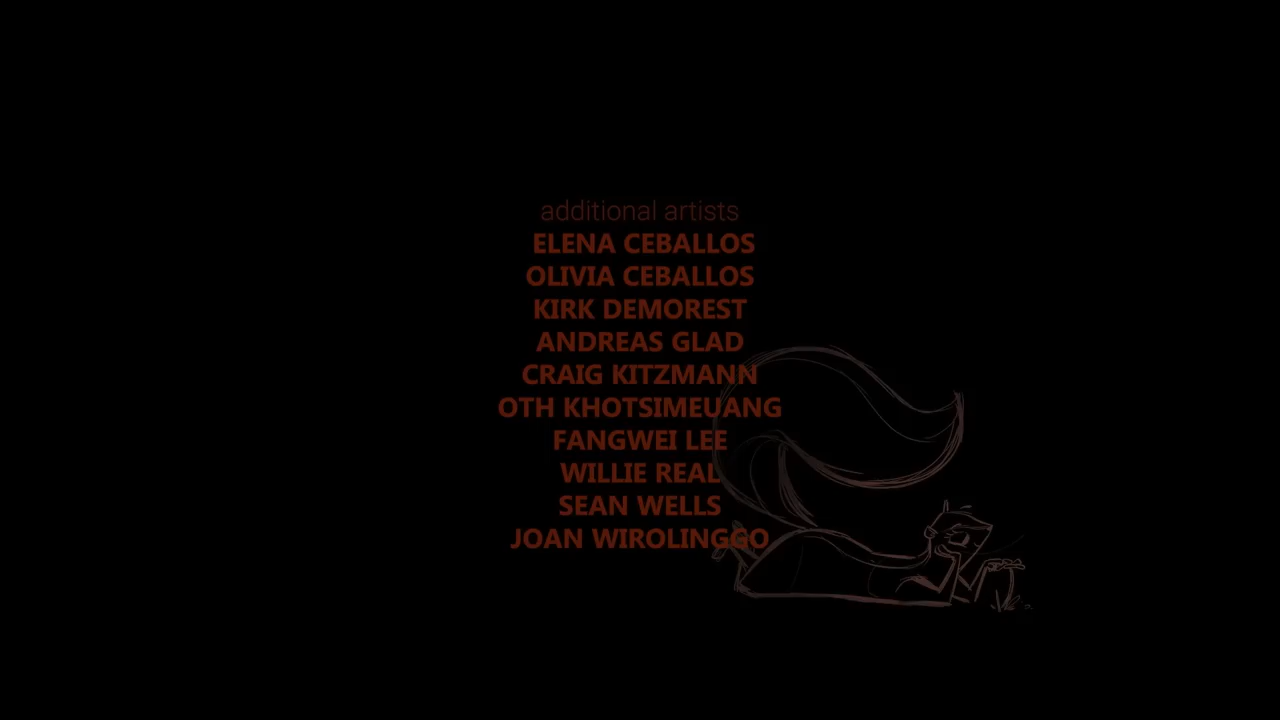 additional artists
ELENA CEBALLOS
OLIVIA CEBALLOS
KIRK DEMOREST
ANDREAS GLAD
CRAIG KITZMANN
OTH KHOTSIMEUANG
FANGWEI LEE
WILLIE REAL
SEAN WELLS
JOAN WIROLINGGO